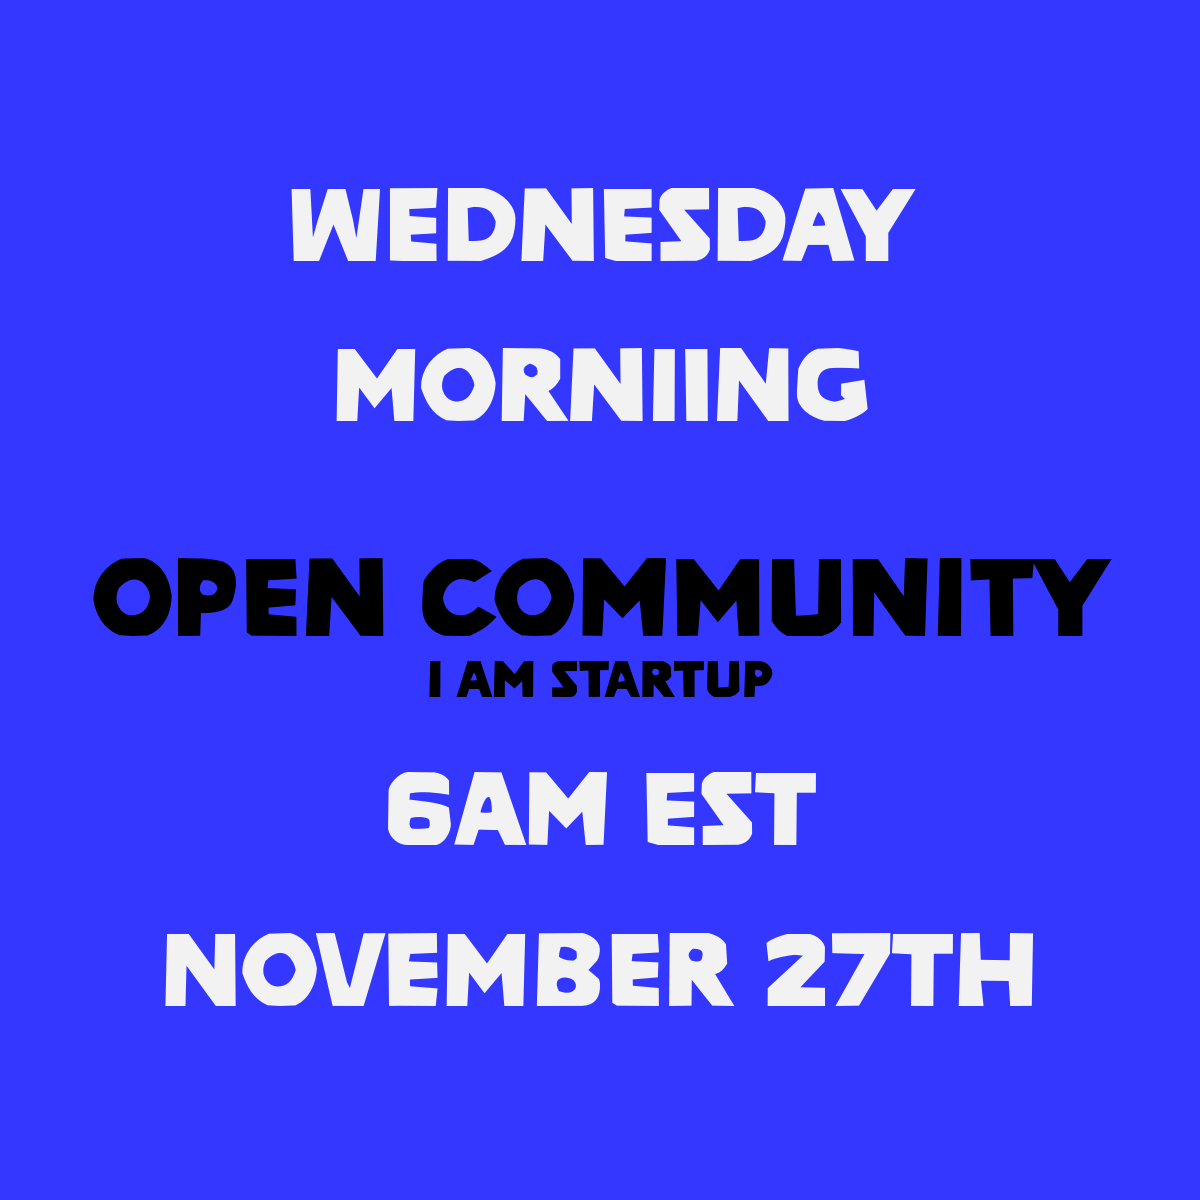 WEDNESDAY
MORNIING
OPEN COMMUNITY
I AM STARTUP
6AM EST
NOVEMBER 27TH